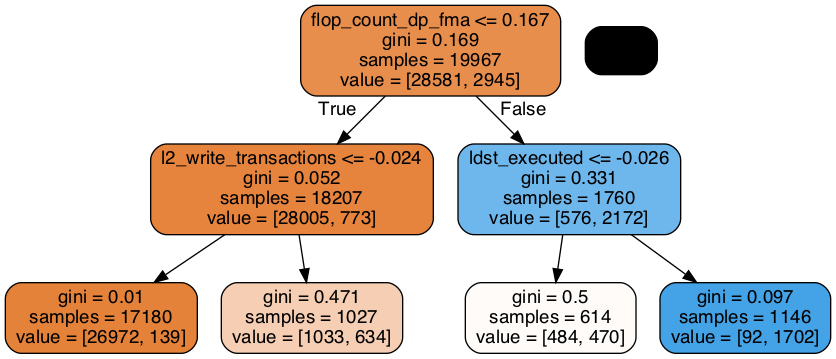 flop_count_dp_fma <= 0.167
gini = 0.169
samples = 19967
value = [28581, 2945]
True
False
l2_write_transactions <= -0.024
gini = 0.052
samples = 18207
value = [28005, 773]
ldst_executed <= -0.026
gini = 0.331
samples = 1760
value = [576, 2172]
gini = 0.01
samples = 17180
value = [26972, 139]
gini = 0.471
samples = 1027
value = [1033, 634]
gini = 0.5
samples = 614
value = [484, 470]
gini = 0.097
samples = 1146
value = [92, 1702]